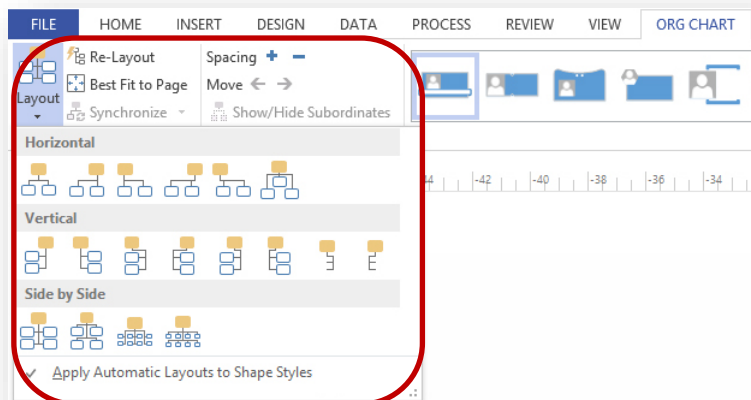 FILE HOME INSERT DESIGN DATA PROCESS REVIEW VIEW ORG CHART
Re-Layout Spacing
Best Fit to Page Move
Layout
Synchronize Show/Hide Subordinates
Horizontal
-42 -40 -38 -36 -34
Vertical
Side by Side
Apply Automatic Layouts to Shape Styles